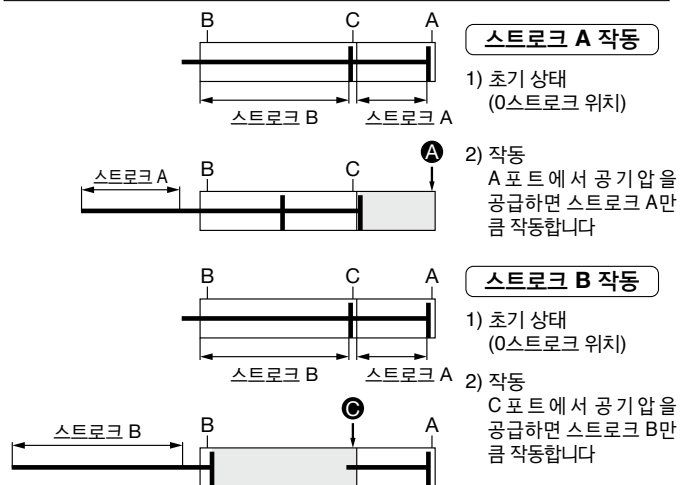 B C A
스트로크 A 작동
1) 초기 상태
(0스트로크 위치)
스트로크 B 스트로크 A
A
2) 작동
A포트에서 공기압을
공급하면 스트로크 A만
큼 작동합니다
스트로크 A B C
B C A
스트로크 B 작동
1) 초기 상태
(0스트로크 위치)
스트로크 B 스트로크 A
2) 작동
C포트에서 공기압을
공급하면 스트로크 B만
큼 작동합니다
C
스트로크 B B A